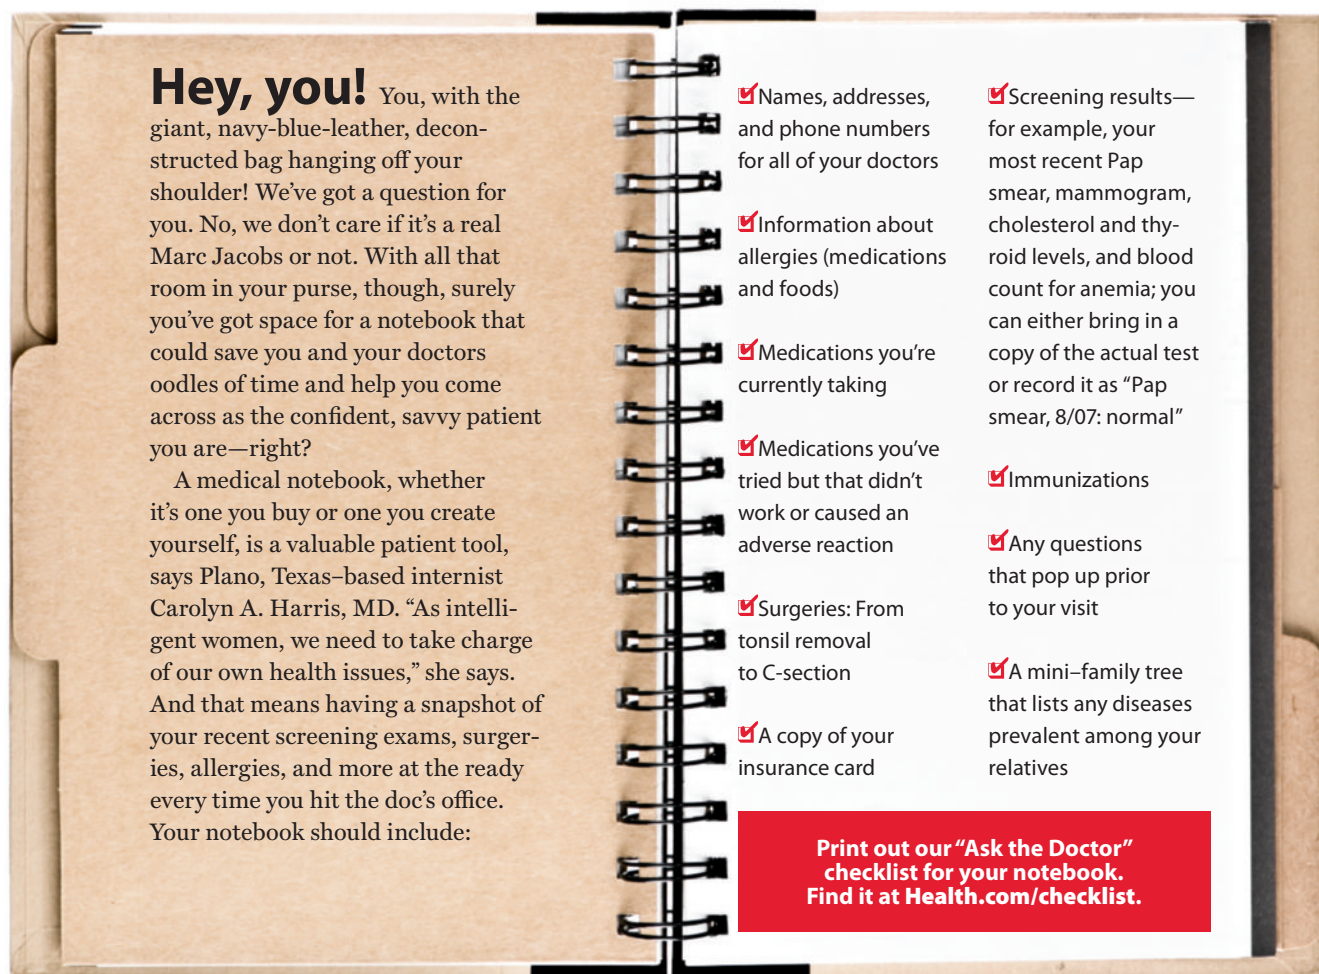 Hey, you! You, with the
giant, navy-blue-leather, decon-
structed bag hanging off your
shoulder! We’ve got a question for
you. No, we don’t care if it’s a real
Marc Jacobs or not. With all that
room in your purse, though, surely
you’ve got space for a notebook that
could save you and your doctors
oodles of time and help you come
across as the confident, savvy patient
you are—right?
A medical notebook, whether
it’s one you buy or one you create
yourself, is a valuable patient tool,
says Plano, Texas–based internist
Carolyn A. Harris, MD. “As intelli-
gent women, we need to take charge
of our own health issues,” she says.
And that means having a snapshot of
your recent screening exams, surger-
ies, allergies, and more at the ready
every time you hit the doc’s office.
Your notebook should include:
Names, addresses,
and phone numbers
for all of your doctors
Information about
allergies (medications
and foods)
Medications you’re
currently taking
Medications you’ve
tried but that didn’t
work or caused an
adverse reaction
Surgeries: From
tonsil removal
to C-section
A copy of your
insurance card
Screening results—
for example, your
most recent Pap
smear, mammogram,
cholesterol and thy-
roid levels, and blood
count for anemia; you
can either bring in a
copy of the actual test
or record it as “Pap
smear, 8/07: normal”
Immunizations
Any questions
that pop up prior
to your visit
A mini–family tree
that lists any diseases
prevalent among your
relatives
Print out our “Ask the Doctor”
checklist for your notebook.
Find it at Health.com/checklist.